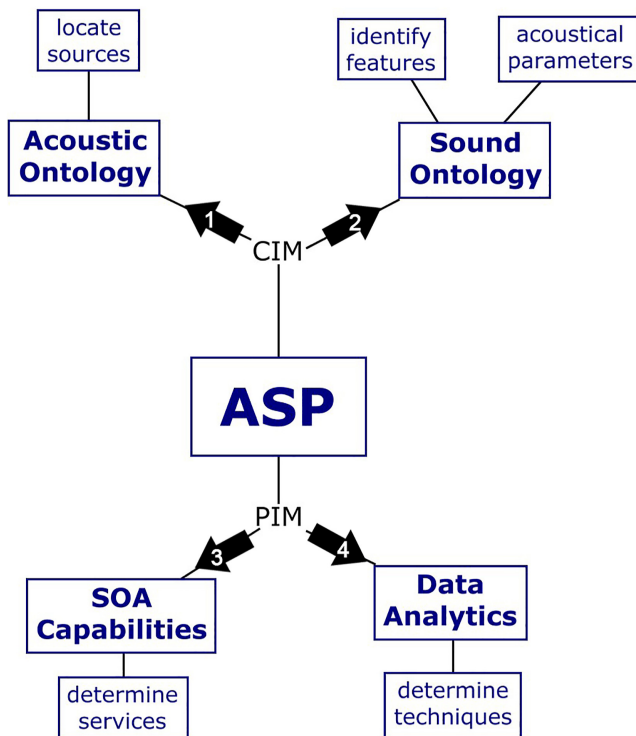 locate
sources
identify
features
acoustical
parameters
Acoustic
Ontology
Sound
Ontology
1
2
CIM
ASP
PIM
3
4
SOA
Capabilities
Data
Analytics
determine
services
determine
techniques